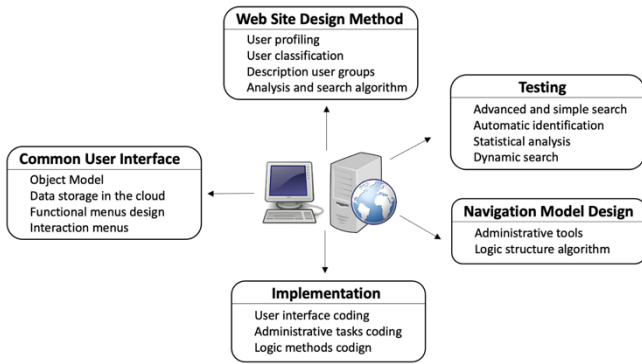 Web Site Design Method
User profiling
User classification
Description user groups
Analysis and search algorithm
Testing
Advanced and simple search
Automatic identification
Statistical analysis
Dynamic search
Common User Interface
Object Model
Data storage in the cloud
Functional menus design
Interaction menus
Navigation Model Design
Administrative tools
Logic structure algorithm
Implementation
User interface coding
Administrative tasks coding
Logic methods codign